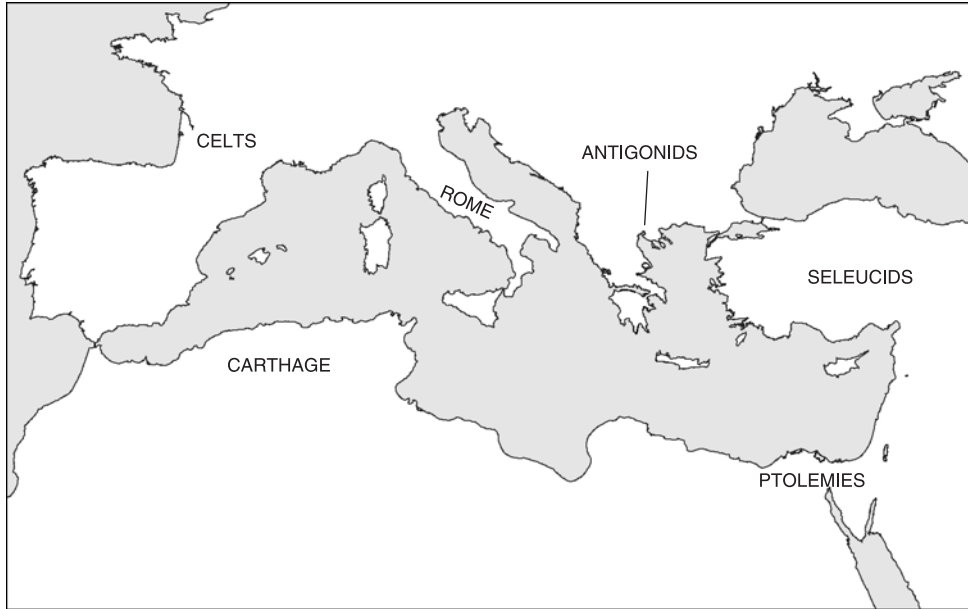 CELTS
ANTIGONIDS
ROME
SELEUCIDS
CARTHAGE
PTOLEMIES